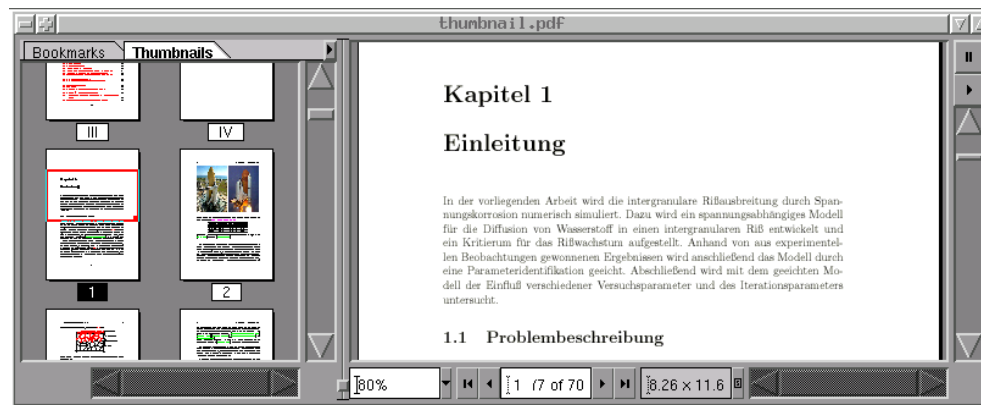 thumbnail.pdf
Bookmarks Thumbnails
III IV
1 2
Kapitel 1
Einleitung
In der vorliegenden Arbeit wird die intergranulare Rißausbreitung durch Span-
nungskorrosion numerisch simuliert. Dazu wird ein spannungsabhängiges Modell
für die Diffusion von Wasserstoff in einen intergranularen Riß entwickelt und
ein Kritierum für das Rißwachstum aufgestellt. Anhand von aus experimentel-
len Beobachtungen gewonnenen Ergebnissen wird anschließend das Modell durch
eine Parameteridentifikation geeicht. Abschließend wird mit dem geeichten Mo-
dell der Einfluß verschiedener Versuchsparameter und des Iterationsparameters
untersucht.
1.1 Problembeschreibung
80% 1 (7 of 70 8.26 x 11.6